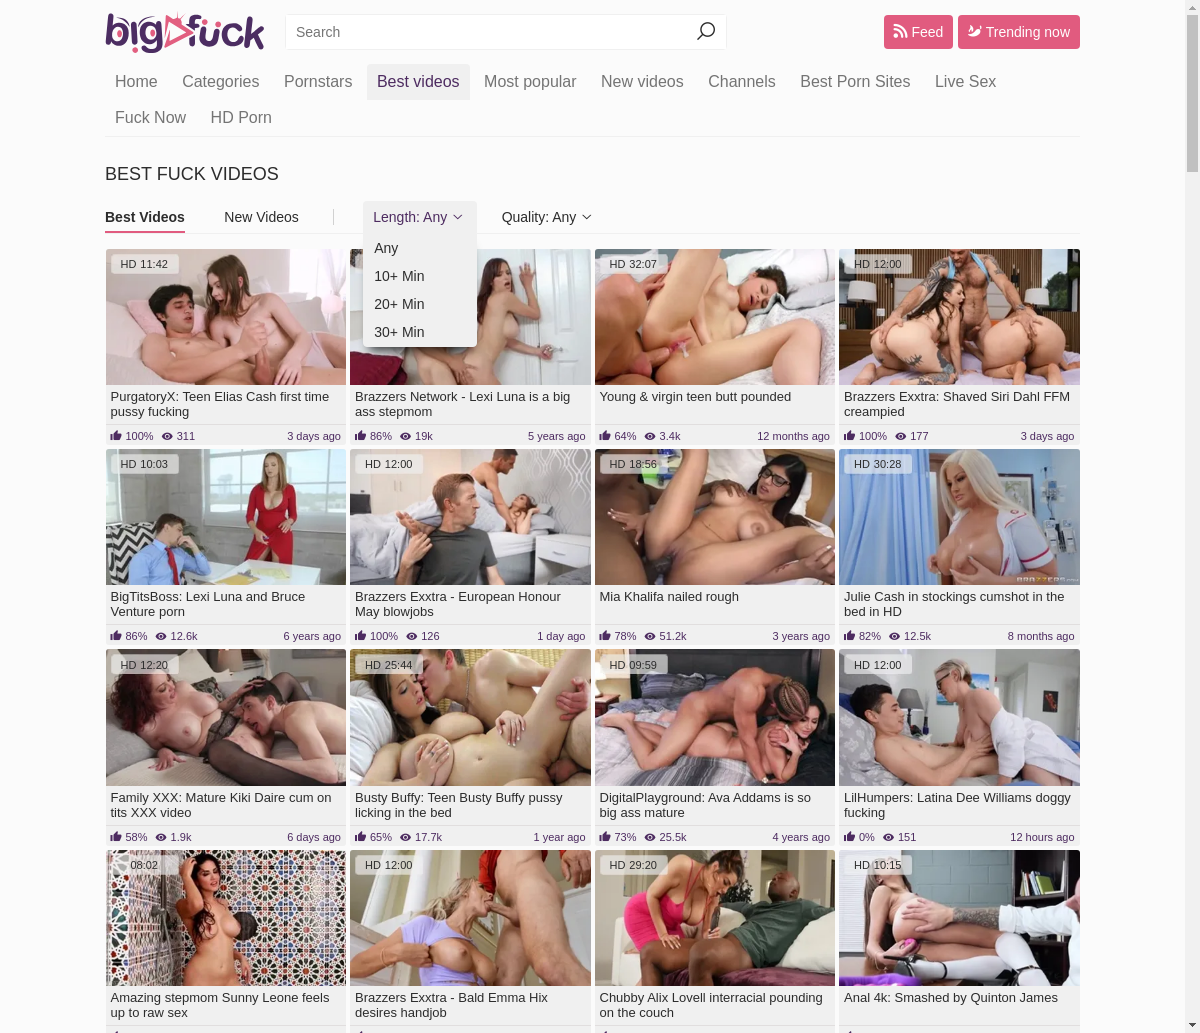 bigfuck
Search
Feed
Trending now
Home Categories Pornstars Best videos Most popular New videos Channels Best Porn Sites Live Sex
Fuck Now HD Porn
BEST FUCK VIDEOS
Best Videos New Videos Length: Any Quality: Any
Any
10+ Min
20+ Min
30+ Min
HD 11:42
HD 32:07
HD 12:00
PurgatoryX: Teen Elias Cash first time
pussy fucking
100% 311 3 days ago
Brazzers Network - Lexi Luna is a big
ass stepmom
86% 19k 5 years ago
Young & virgin teen butt pounded
64% 3.4k 12 months ago
Brazzers Exxtra: Shaved Siri Dahl FFM
creampied
100% 177 3 days ago
HD 10:03
HD 12:00
HD 18:56
HD 30:28
BRAZZERS
BigTitsBoss: Lexi Luna and Bruce
Venture porn
86% 12.6k 6 years ago
Brazzers Exxtra - European Honour
May blowjobs
100% 126 1 day ago
Mia Khalifa nailed rough
78% 51.2k 3 years ago
Julie Cash in stockings cumshot in the
bed in HD
82% 12.5k 8 months ago
HD 12:20
HD 25:44
HD 09:59
HD 12:00
Family XXX: Mature Kiki Daire cum on
tits XXX video
58% 1.9k 6 days ago
Busty Buffy: Teen Busty Buffy pussy
licking in the bed
65% 17.7k 1 year ago
DigitalPlayground: Ava Addams is so
big ass mature
73% 25.5k 4 years ago
LilHumpers: Latina Dee Williams doggy
fucking
0% 151 12 hours ago
08:02
HD 12:00
HD 29:20
HD 10:15
Amazing stepmom Sunny Leone feels
up to raw sex
Brazzers Exxtra - Bald Emma Hix
desires handjob
Chubby Alix Lovell interracial pounding
on the couch
Anal 4k: Smashed by Quinton James